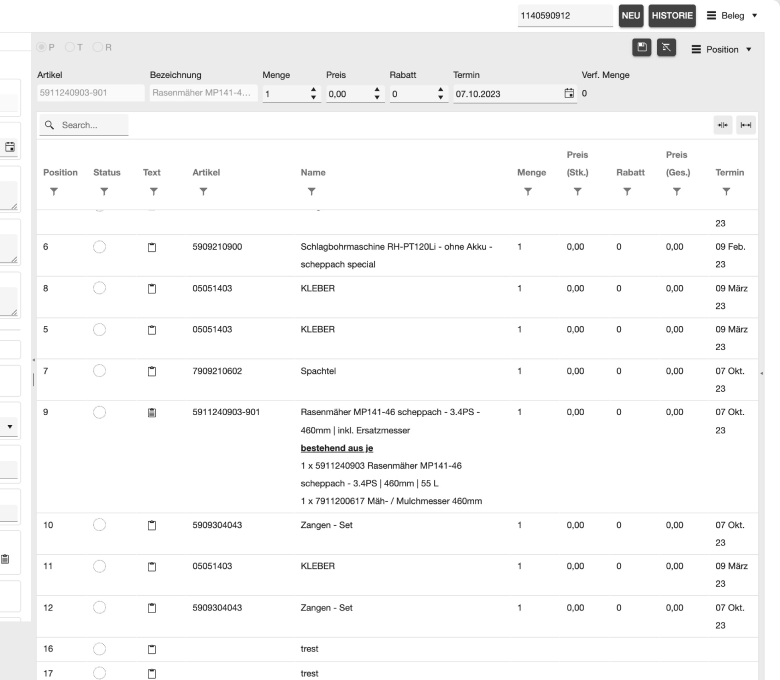 1140590912 NEU HISTORIE Beleg
P T R Position
Artikel Bezeichnung Menge Preis Rabatt Termin Verf. Menge
5911240903-901 Rasenmäher MP141-4... 1 0,00 0 07.10.2023 0
Search...
Position Status Text Artikel Name Menge Preis (Stk.) Rabatt Preis (Ges.) Termin
23
6 5909210900 Schlagbohrmaschine RH-PT120Li - ohne Akku - 1 0,00 0 0,00 09 Feb.
scheppach special 23
8 05051403 KLEBER 1 0,00 0 0,00 09 März
23
5 05051403 KLEBER 1 0,00 0 0,00 09 März
23
7 7909210602 Spachtel 1 0,00 0 0,00 07 Okt.
23
9 5911240903-901 Rasenmäher MP141-46 scheppach - 3.4PS - 1 0,00 0 0,00 07 Okt.
460mm | inkl. Ersatzmesser 23
bestehend aus je
1 x 5911240903 Rasenmäher MP141-46
scheppach - 3.4PS | 460mm | 55 L
1 x 7911200617 Mäh- / Mulchmesser 460mm
10 5909304043 Zangen - Set 1 0,00 0 0,00 07 Okt.
23
11 05051403 KLEBER 1 0,00 0 0,00 09 März
23
12 5909304043 Zangen - Set 1 0,00 0 0,00 07 Okt.
23
16 trest
17 trest